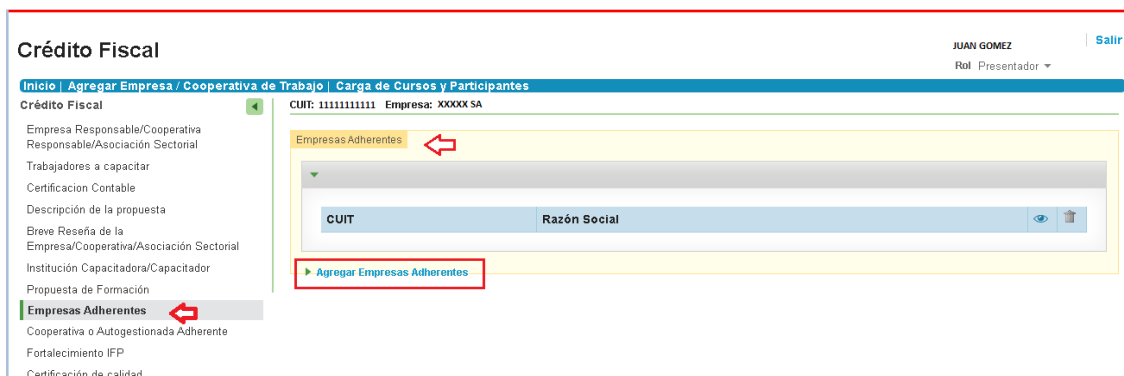 Crédito Fiscal
JUAN GOMEZ
Salir
Rol Presentador
Inicio | Agregar Empresa / Cooperativa de Trabajo | Carga de Cursos y Participantes
Crédito Fiscal
CUIT: 11111111111 Empresa: XXXXX SA
Empresa Responsable/Cooperativa
Responsable/Asociación Sectorial
Trabajadores a capacitar
Certificacion Contable
Descripción de la propuesta
Breve Reseña de la
Empresa/Cooperativa/Asociación Sectorial
Institución Capacitadora/Capacitador
Propuesta de Formación
Empresas Adherentes
Cooperativa o Autogestionada Adherente
Fortalecimiento IFP
Certificación de calidad
Empresas Adherentes
CUIT
Razón Social
Agregar Empresas Adherentes